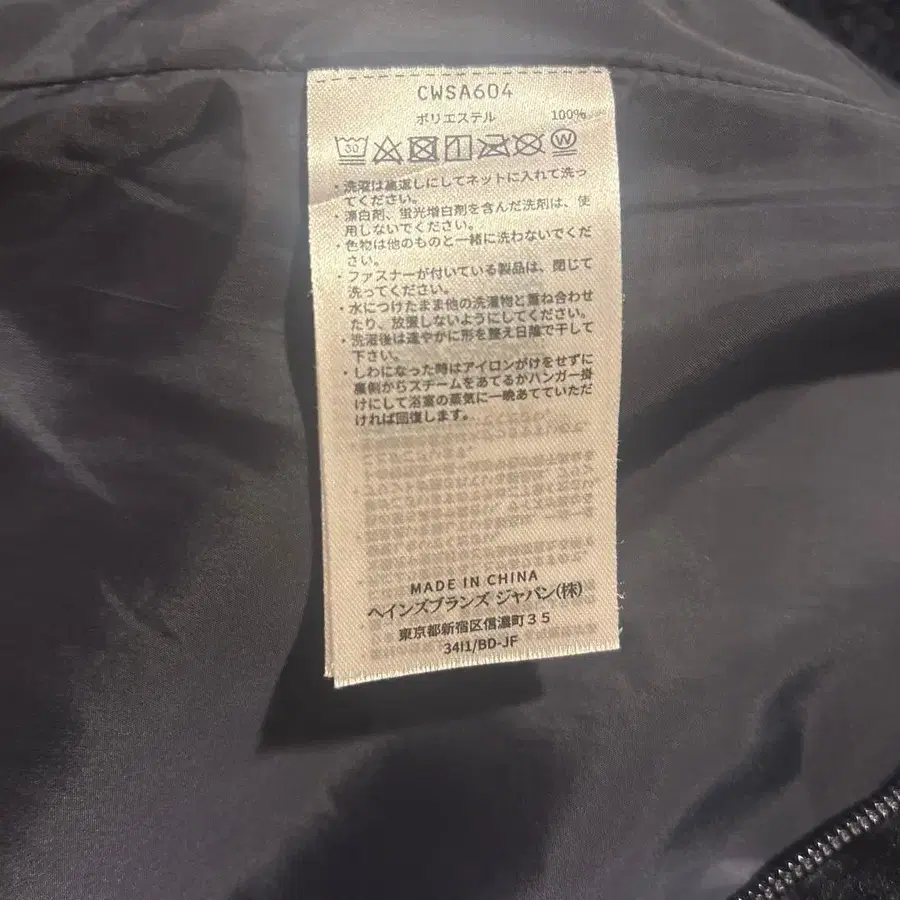 CWSA604
ポリエステル 100%
30
W
・洗濯は裏返しにしてネットに入れて洗っ
てください。
・漂白剤、蛍光増白剤を含んだ洗剤は、使
用しないでください。
・色物は他のものと一緒に洗わないでくだ
さい。
・ファスナーが付いている製品は、閉じて
洗ってください。
・水につけたまま他の洗濯物と重ね合わせ
たり、放置しないようにしてください。
・洗濯後は速やかに形を整え日陰で干して
下さい。
・しわになった時はアイロンがけをせずに
裏側からスチームをあてるかハンガー掛
けにして浴室の蒸気に一晩あてていただ
ければ回復します。
MADE IN CHINA
ヘインズブランズ ジャパン(株)
東京都新宿区信濃町35
34I1/BD-JF